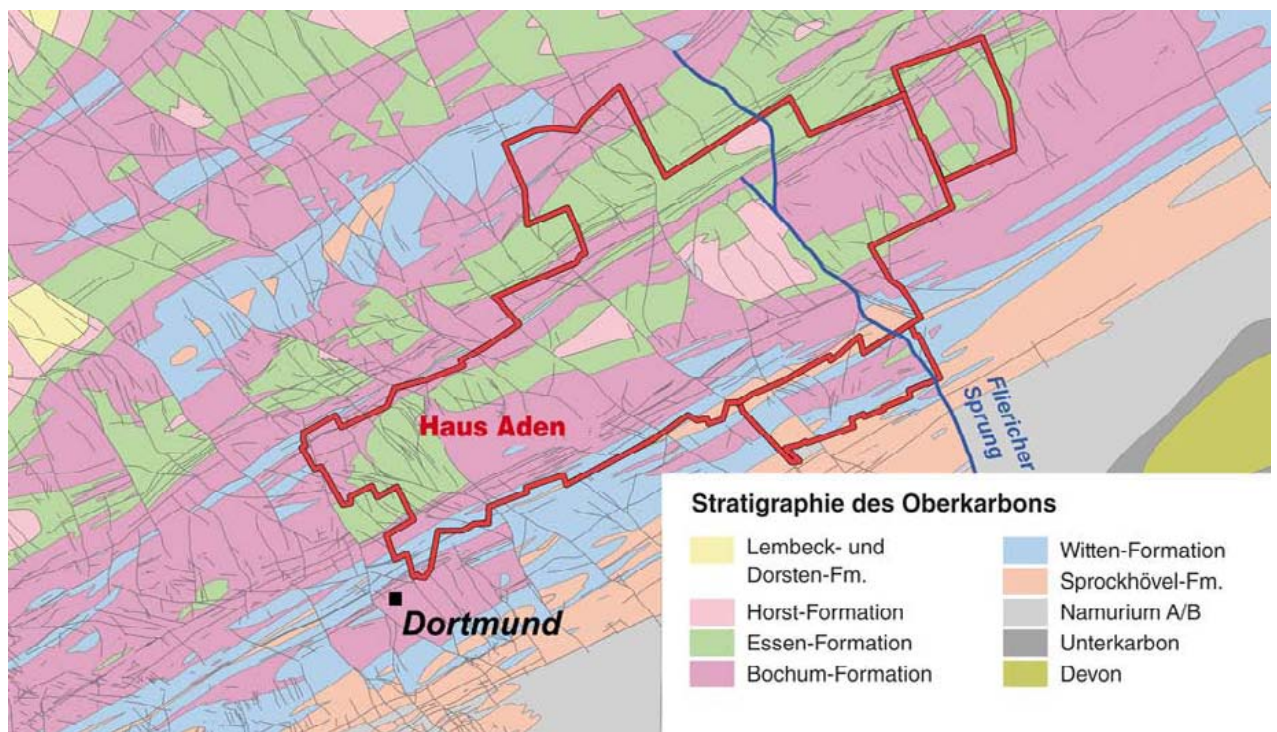 Haus Aden
Fliericher
Sprung
Dortmund
Stratigraphie des Oberkarbons
Lembeck- und
Dorsten-Fm.
Horst-Formation
Essen-Formation
Bochum-Formation
Witten-Formation
Sprockhövel-Fm.
Namurium A/B
Unterkarbon
Devon